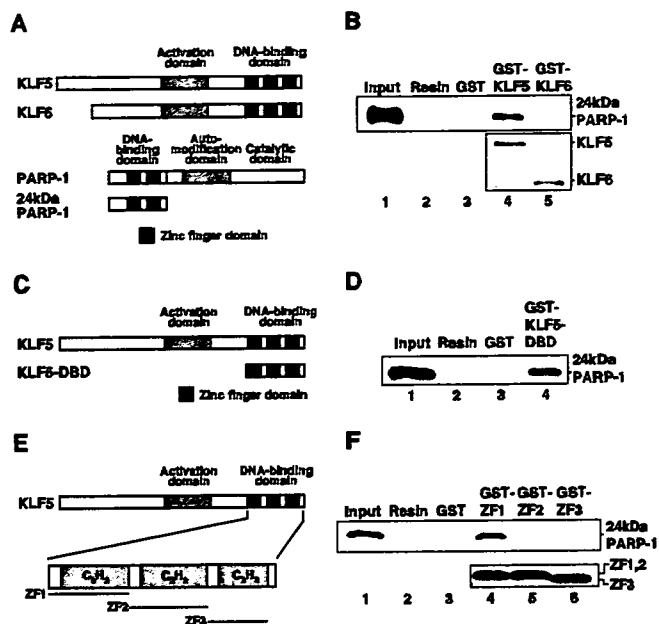 A
Activation domain
DNA-binding domain
KLF5
KLF6
DNA-binding domain
Auto-modification domain
Catalytic domain
PARP-1
24kDa PARP-1
Zinc finger domain
B
Input Resin GST GST-KLF5 GST-KLF6
24kDa PARP-1
KLF5
KLF6
1 2 3 4 5
C
Activation domain
DNA-binding domain
KLF5
KLF5-DBD
Zinc finger domain
D
Input Resin GST GST-KLF5-DBD
24kDa PARP-1
1 2 3 4
E
Activation domain
DNA-binding domain
KLF5
C2H2 C2H2 C2H2
ZF1
ZF2
ZF3
F
Input Resin GST GST-ZF1 GST-ZF2 GST-ZF3
24kDa PARP-1
ZF1,2
ZF3
1 2 3 4 5 6